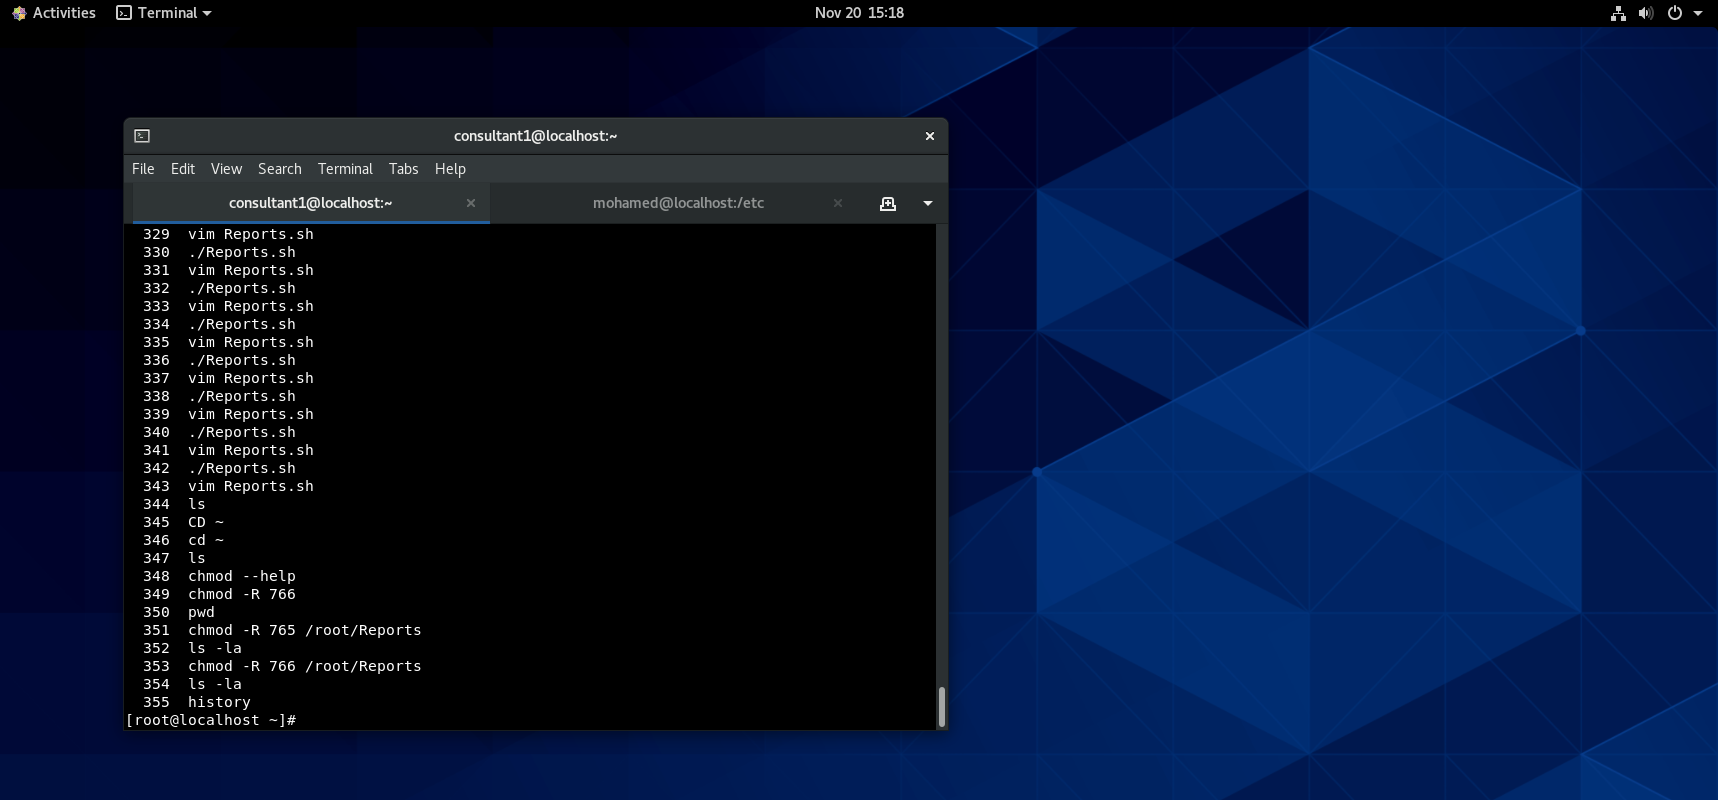 Activities Terminal Nov 20 15:18
consultant1@localhost:~
File Edit View Search Terminal Tabs Help
consultant1@localhost:~ mohamed@localhost:/etc
329 vim Reports.sh
330 ./Reports.sh
331 vim Reports.sh
332 ./Reports.sh
333 vim Reports.sh
334 ./Reports.sh
335 vim Reports.sh
336 ./Reports.sh
337 vim Reports.sh
338 ./Reports.sh
339 vim Reports.sh
340 ./Reports.sh
341 vim Reports.sh
342 ./Reports.sh
343 vim Reports.sh
344 ls
345 CD ~
346 cd ~
347 ls
348 chmod --help
349 chmod -R 766
350 pwd
351 chmod -R 765 /root/Reports
352 ls -la
353 chmod -R 766 /root/Reports
354 ls -la
355 history
[root@localhost ~]#